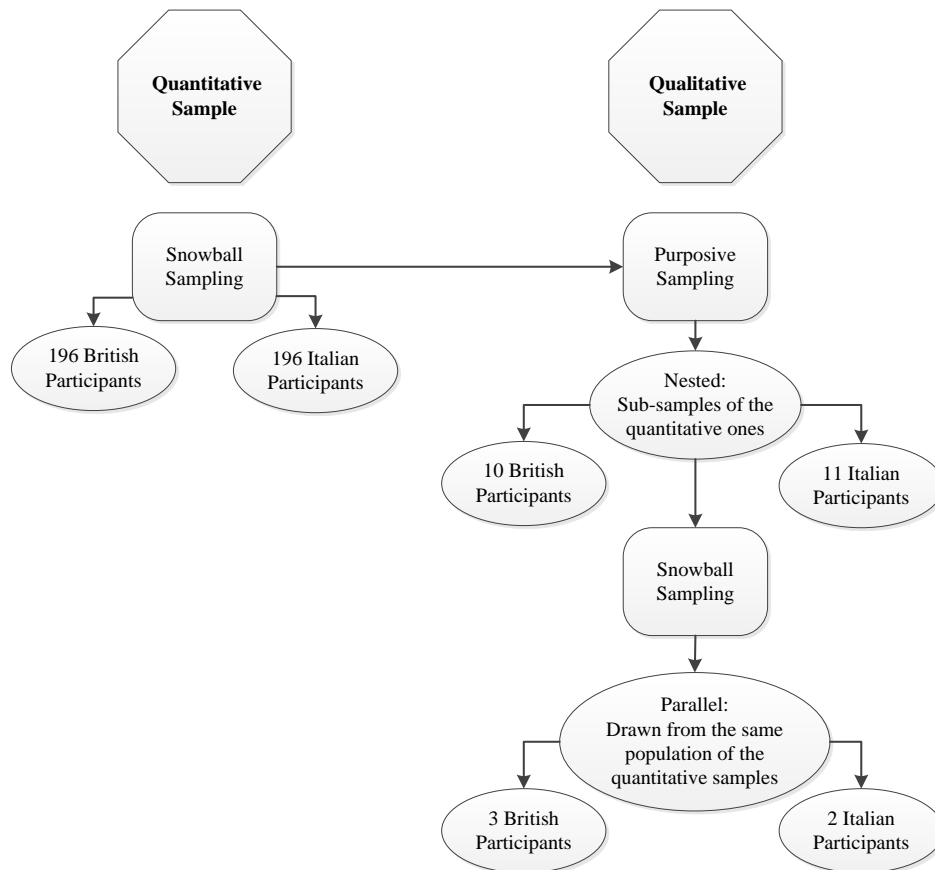 Quantitative
Sample
Qualitative
Sample
Snowball
Sampling
Purposive
Sampling
196 British
Participants
196 Italian
Participants
Nested:
Sub-samples of the
quantitative ones
10 British
Participants
11 Italian
Participants
Snowball
Sampling
Parallel:
Drawn from the same
population of the
quantitative samples
3 British
Participants
2 Italian
Participants